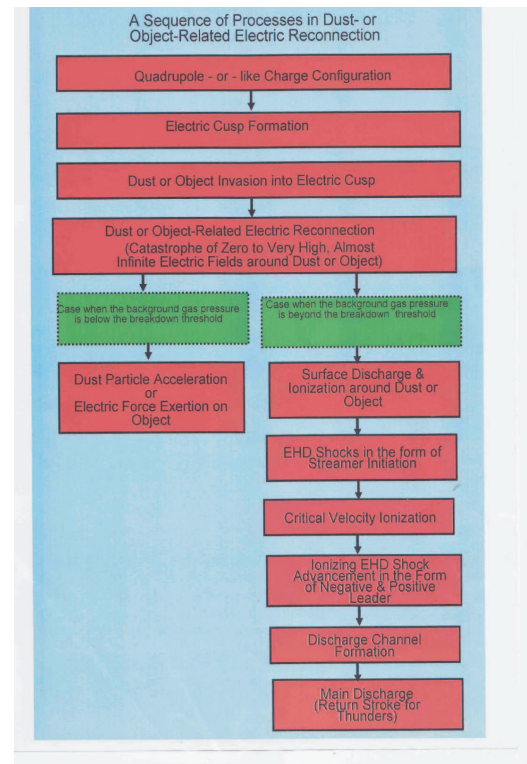 A Sequence of Processes in Dust- or
Object-Related Electric Reconnection
Quadrupole - or - like Charge Configuration
Electric Cusp Formation
Dust or Object Invasion into Electric Cusp
Dust or Object-Related Electric Reconnection
(Catastrophe of Zero to Very High, Almost
Infinite Electric Fields around Dust or Object)
Case when the background gas pressure
is below the breakdown threshold
Case when the background gas pressure
is beyond the breakdown threshold
Dust Particle Acceleration
or
Electric Force Exertion on
Object
Surface Discharge &
Ionization around Dust or
Object
EHD Shocks in the form of
Streamer Initiation
Critical Velocity Ionization
Ionizing EHD Shock
Advancement in the Form
of Negative & Positive
Leader
Discharge Channel
Formation
Main Discharge
(Return Stroke for
Thunders)